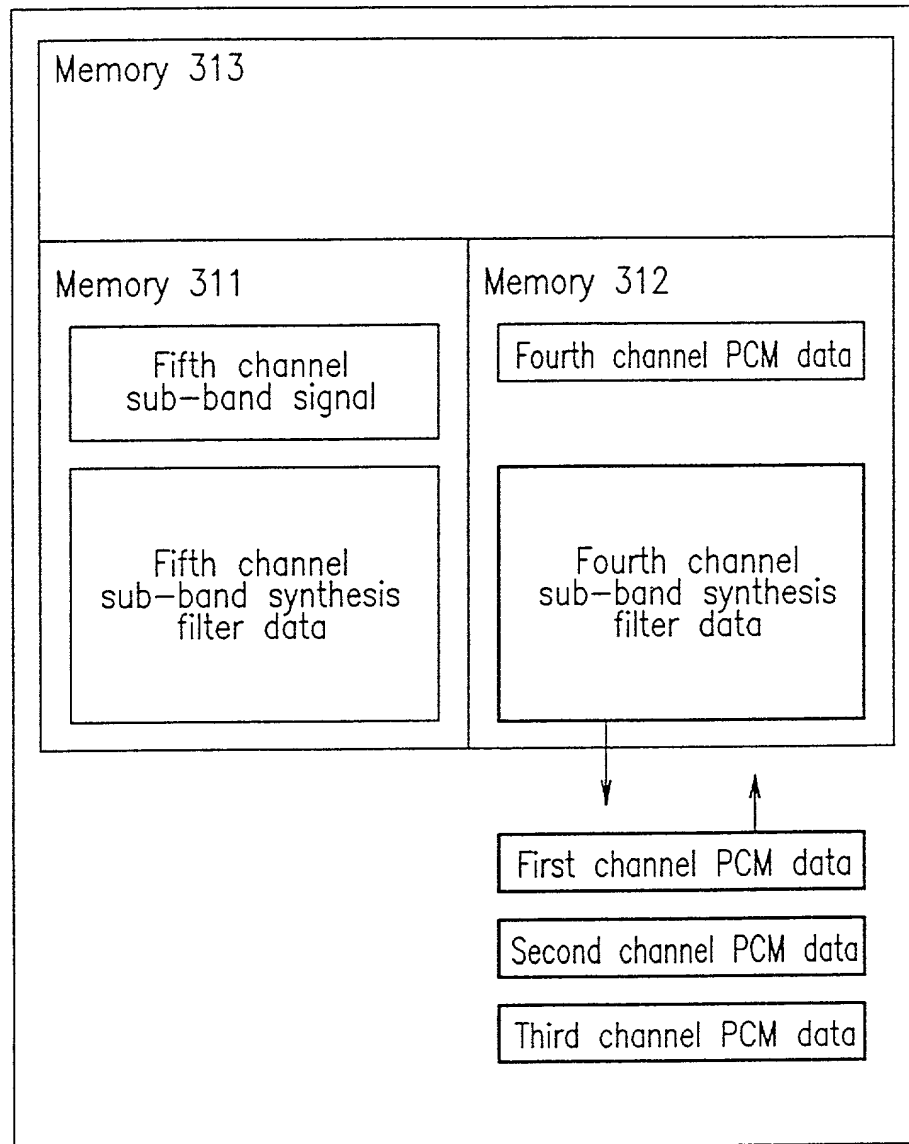 Memory 313
Memory 311
Fifth channel
sub-band signal
Fifth channel
sub-band synthesis
filter data
Memory 312
Fourth channel PCM data
Fourth channel
sub-band synthesis
filter data
First channel PCM data
Second channel PCM data
Third channel PCM data